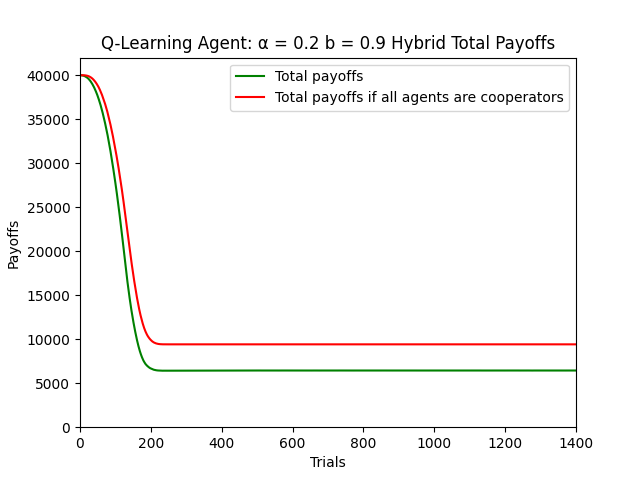 Q-Learning Agent: α = 0.2 b = 0.9 Hybrid Total Payoffs
Total payoffs
Total payoffs if all agents are cooperators
Payoffs
40000
35000
30000
25000
20000
15000
10000
5000
0
0 200 400 600 800 1000 1200 1400
Trials